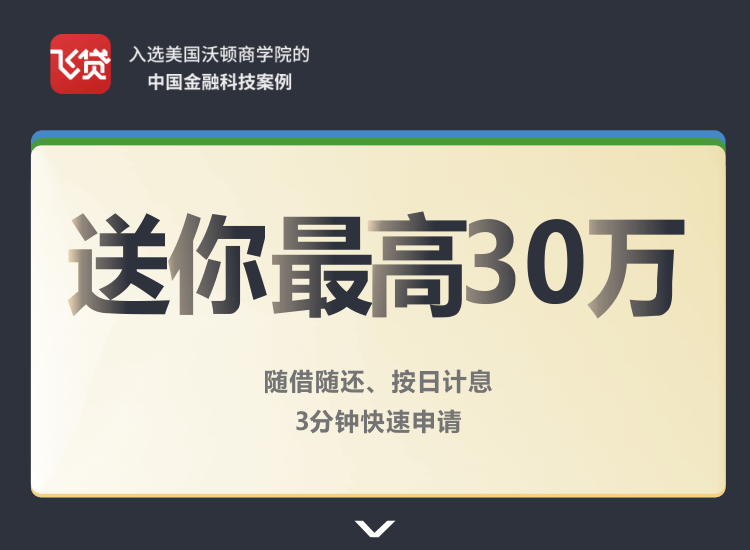 飞贷
入选美国沃顿商学院的
中国金融科技案例
送你最高30万
随借随还、按日计息
3分钟快速申请